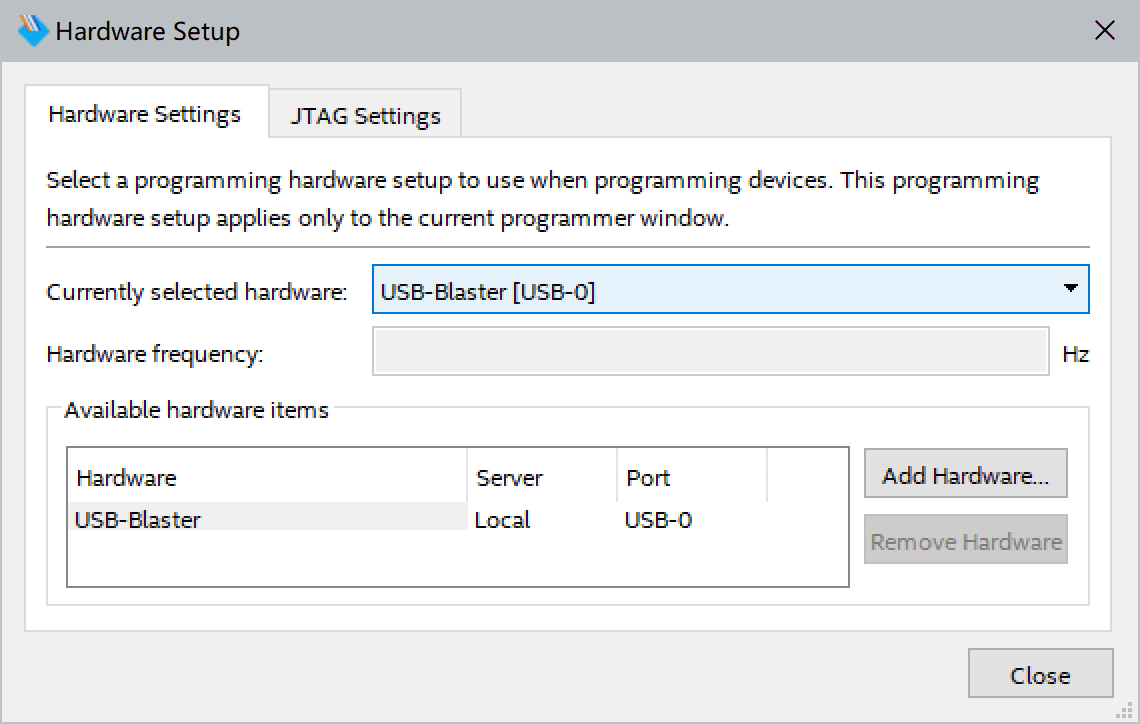 Hardware Setup
Hardware Settings
JTAG Settings
Select a programming hardware setup to use when programming devices. This programming
hardware setup applies only to the current programmer window.
Currently selected hardware:
USB-Blaster [USB-0]
Hardware frequency:
Hz
Available hardware items
Hardware Server Port
USB-Blaster Local USB-0
Add Hardware...
Remove Hardware
Close